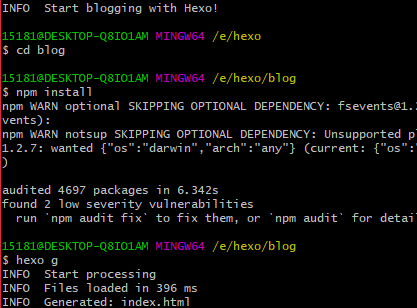 INFO  Start blogging with Hexo!
15181@DESKTOP-Q8IO1AM MINGW64 /e/hexo
$ cd blog
15181@DESKTOP-Q8IO1AM MINGW64 /e/hexo/blog
$ npm install
npm WARN optional SKIPPING OPTIONAL DEPENDENCY: fsevents@1.
vents):
npm WARN notsup SKIPPING OPTIONAL DEPENDENCY: Unsupported pl
1.2.7: wanted {"os":"darwin","arch":"any"} (current: {"os":"
)
audited 4697 packages in 6.342s
found 2 low severity vulnerabilities
  run `npm audit fix` to fix them, or `npm audit` for detai
15181@DESKTOP-Q8IO1AM MINGW64 /e/hexo/blog
$ hexo g
INFO  Start processing
INFO  Files loaded in 396 ms
INFO  Generated: index.html